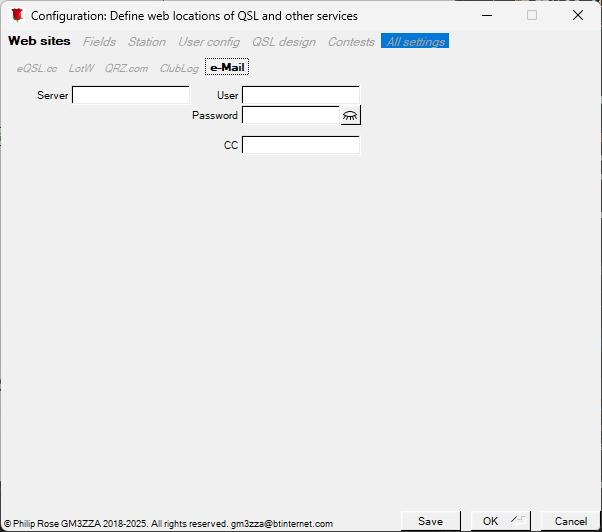 Configuration: Define web locations of QSL and other services
Web sites Fields Station User config QSL design Contests All settings
eQSL.cc LotW QRZ.com ClubLog e-Mail
Server User
Password
CC
© Philip Rose GM3ZZA 2018-2025. All rights reserved. gm3zza@btinternet.com
Save OK Cancel